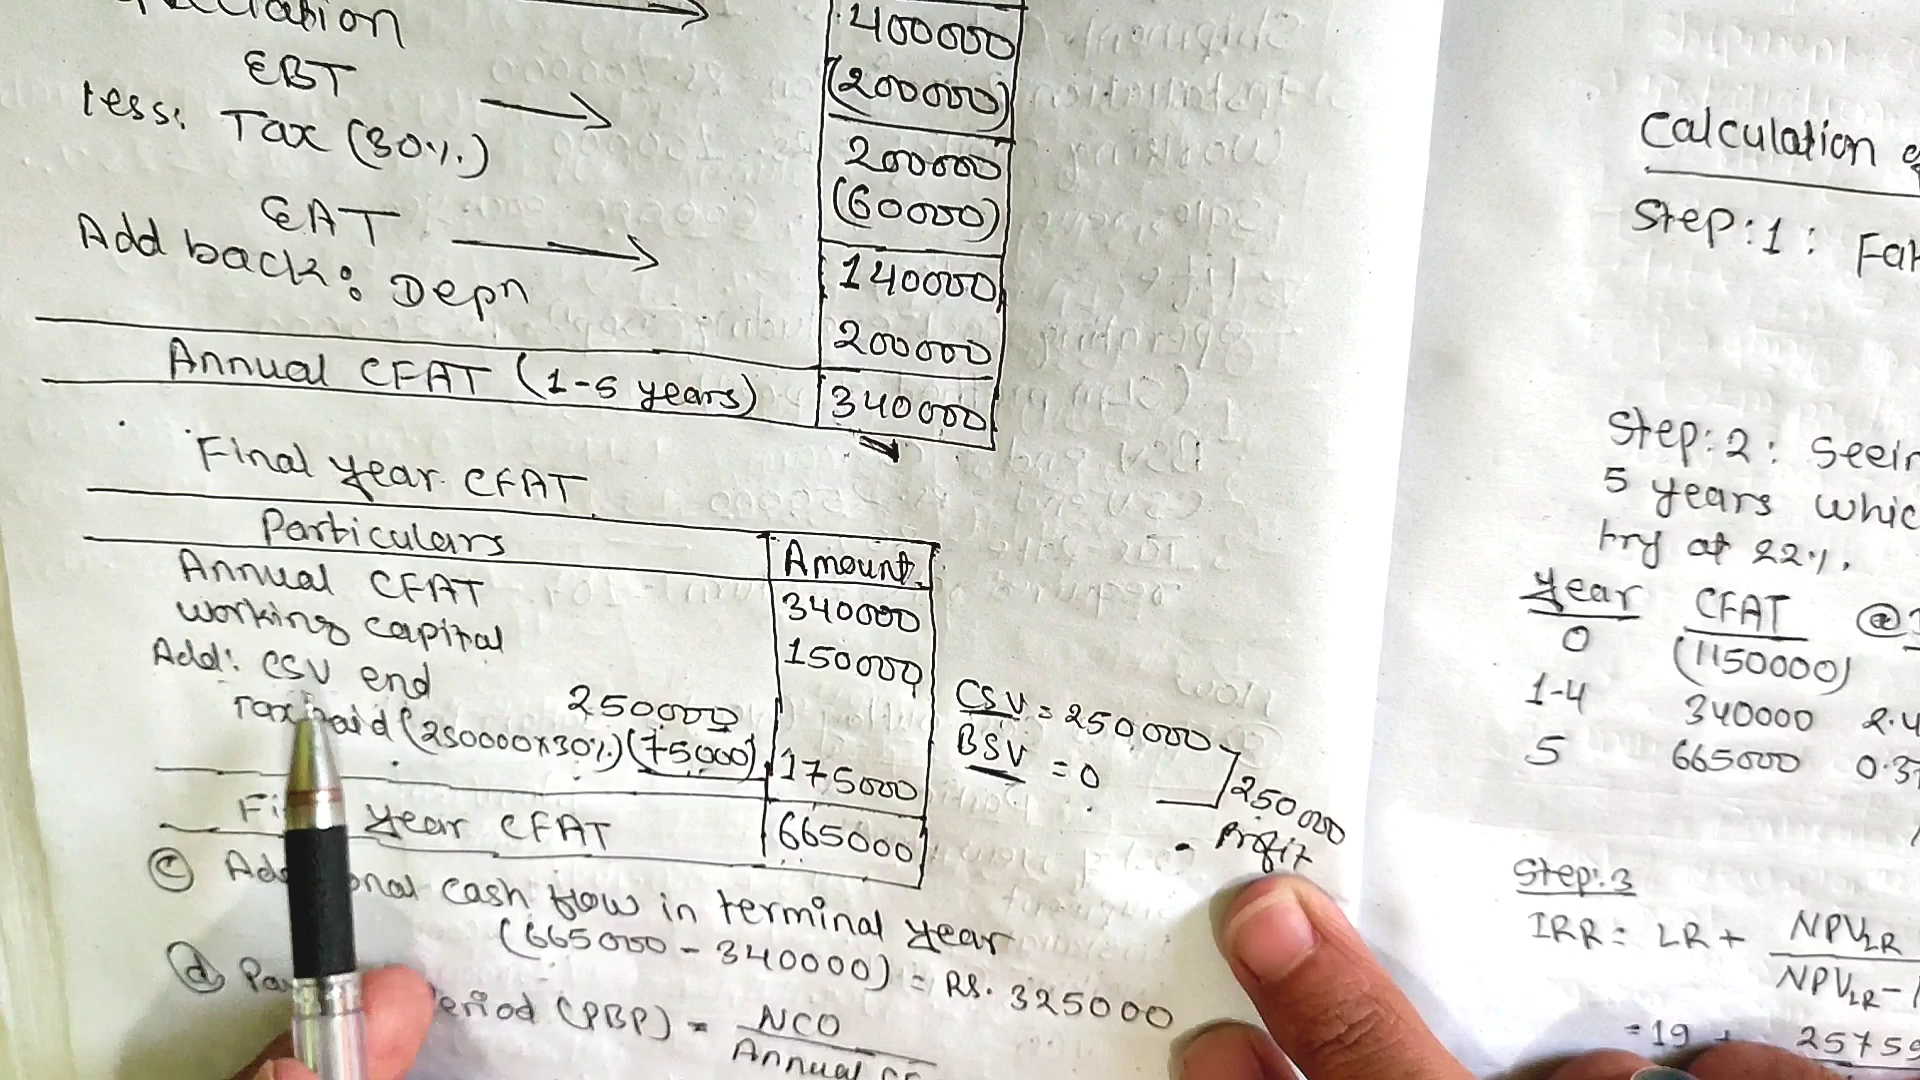 400000
EBT
(200000)
Less: Tax (30%)
200000
EAT
(60000)
Add back: Depn
140000
200000
Annual CFAT (1-5 years) 340000
Final year CFAT
Particulars Amount
Annual CFAT 340000
Working capital 150000
Add: CSV end 250000
Tax paid (250000x30%) (75000) 175000
year CFAT 665000
CSV = 250000
BSV = 0
250000
Profit
(c) cash flow in terminal year
(665000 - 340000) = Rs. 325000
(d) (PBP) = NCO
Annual
Calculation
Step:1:
Step:2:
5 years
try at 22%.
Year CFAT @
0 (1150000)
1-4 340000
5 665000
Step:3
IRR = LR + NPVLR
NPVLR -
= 19 +